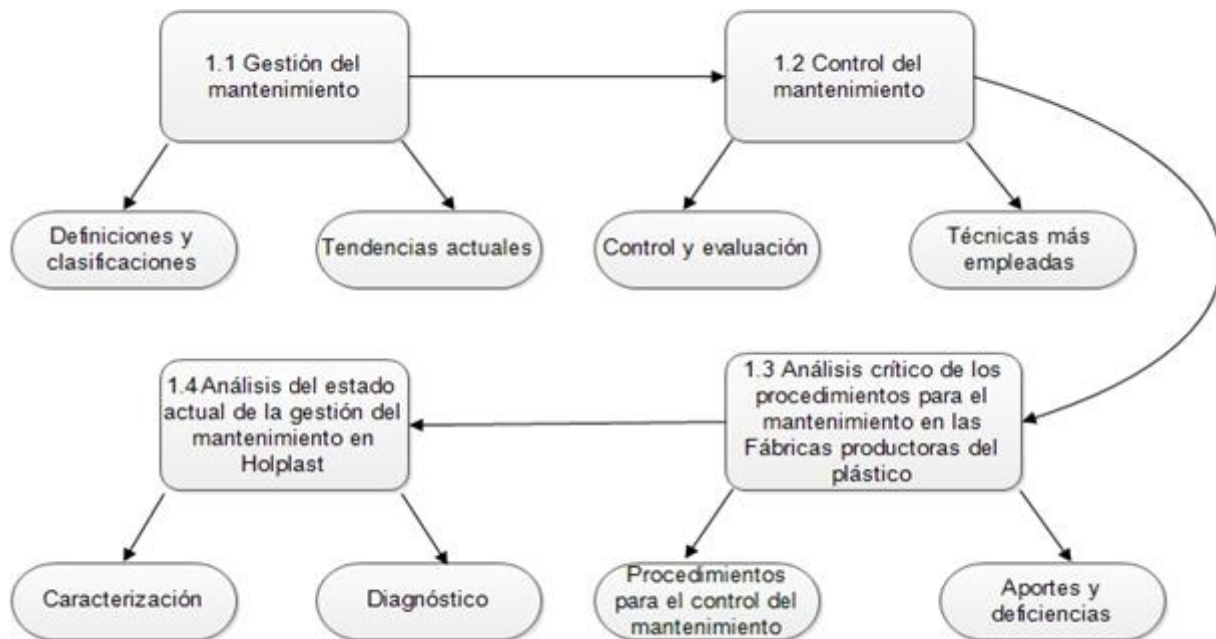 1.1 Gestión del
mantenimiento
1.2 Control del
mantenimiento
Definiciones y
clasificaciones
Tendencias actuales
Control y evaluación
Técnicas más
empleadas
1.4 Análisis del estado
actual de la gestión del
mantenimiento en
Holplast
1.3 Análisis crítico de los
procedimientos para el
mantenimiento en las
Fábricas productoras del
plástico
Caracterización
Diagnóstico
Procedimientos
para el control del
mantenimiento
Aportes y
deficiencias